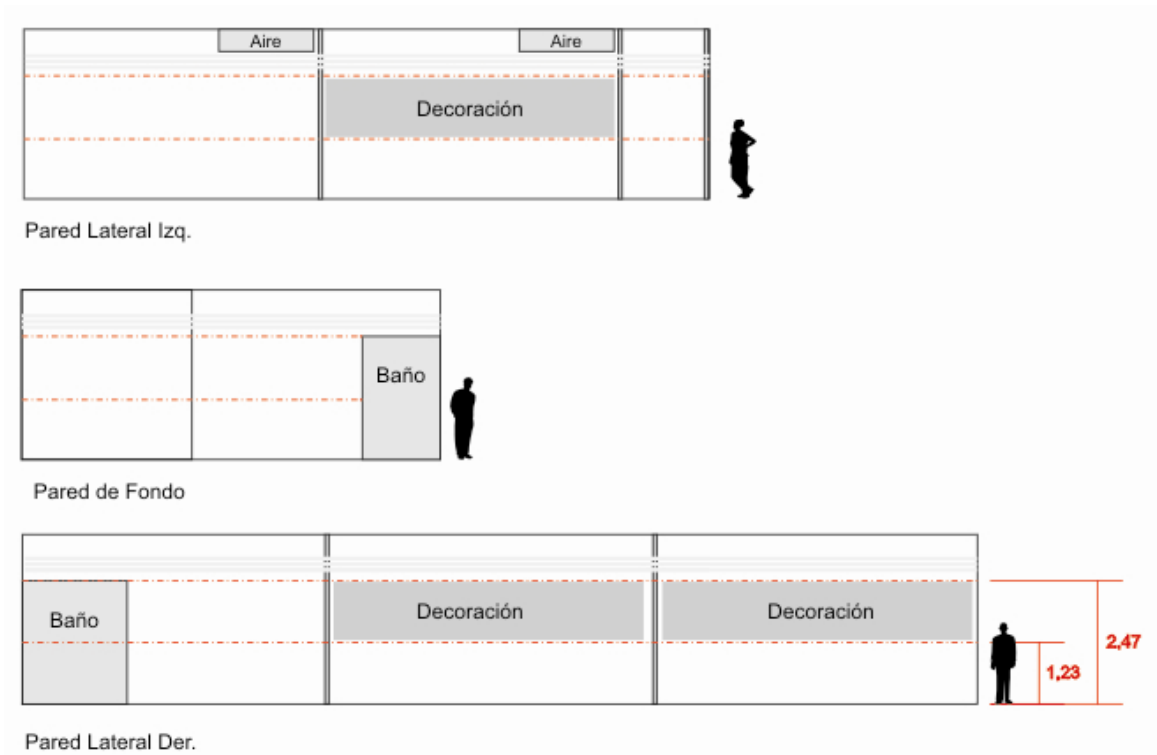 Aire
Aire
Decoración
Pared Lateral Izq.
Baño
Pared de Fondo
Baño
Decoración
Decoración
2,47
1,23
Pared Lateral Der.